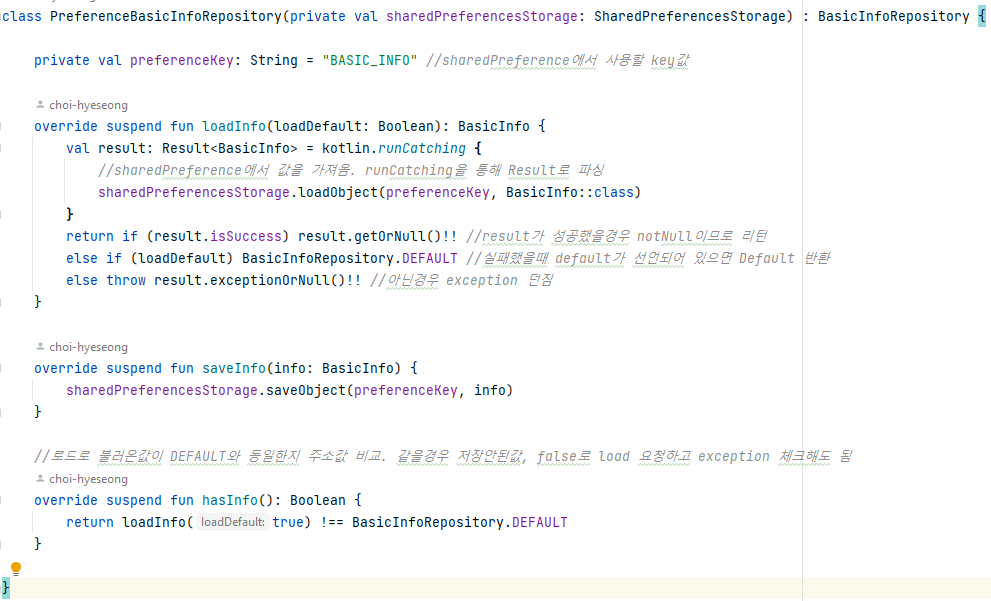 class PreferenceBasicInfoRepository(private val sharedPreferencesStorage: SharedPreferencesStorage) : BasicInfoRepository {
private val preferenceKey: String = "BASIC_INFO" //sharedPreference에서 사용할 key값
choi-hyeseong
override suspend fun loadInfo(loadDefault: Boolean): BasicInfo {
val result: Result<BasicInfo> = kotlin.runCatching {
//sharedPreference에서 값을 가져옴. runCatching을 통해 Result로 파싱
sharedPreferencesStorage.loadObject(preferenceKey, BasicInfo::class)
}
return if (result.isSuccess) result.getOrNull()!! //result가 성공했을경우 notNull이므로 리턴
else if (loadDefault) BasicInfoRepository.DEFAULT //실패했을때 default가 선언되어 있으면 Default 반환
else throw result.exceptionOrNull()!! //아닌경우 exception 던짐
}
choi-hyeseong
override suspend fun saveInfo(info: BasicInfo) {
sharedPreferencesStorage.saveObject(preferenceKey, info)
}
//로드로 불러온값이 DEFAULT와 동일한지 주소값 비교. 같을경우 저장안된값, false로 load 요청하고 exception 체크해도 됨
choi-hyeseong
override suspend fun hasInfo(): Boolean {
return loadInfo( loadDefault: true) !== BasicInfoRepository.DEFAULT
}
}